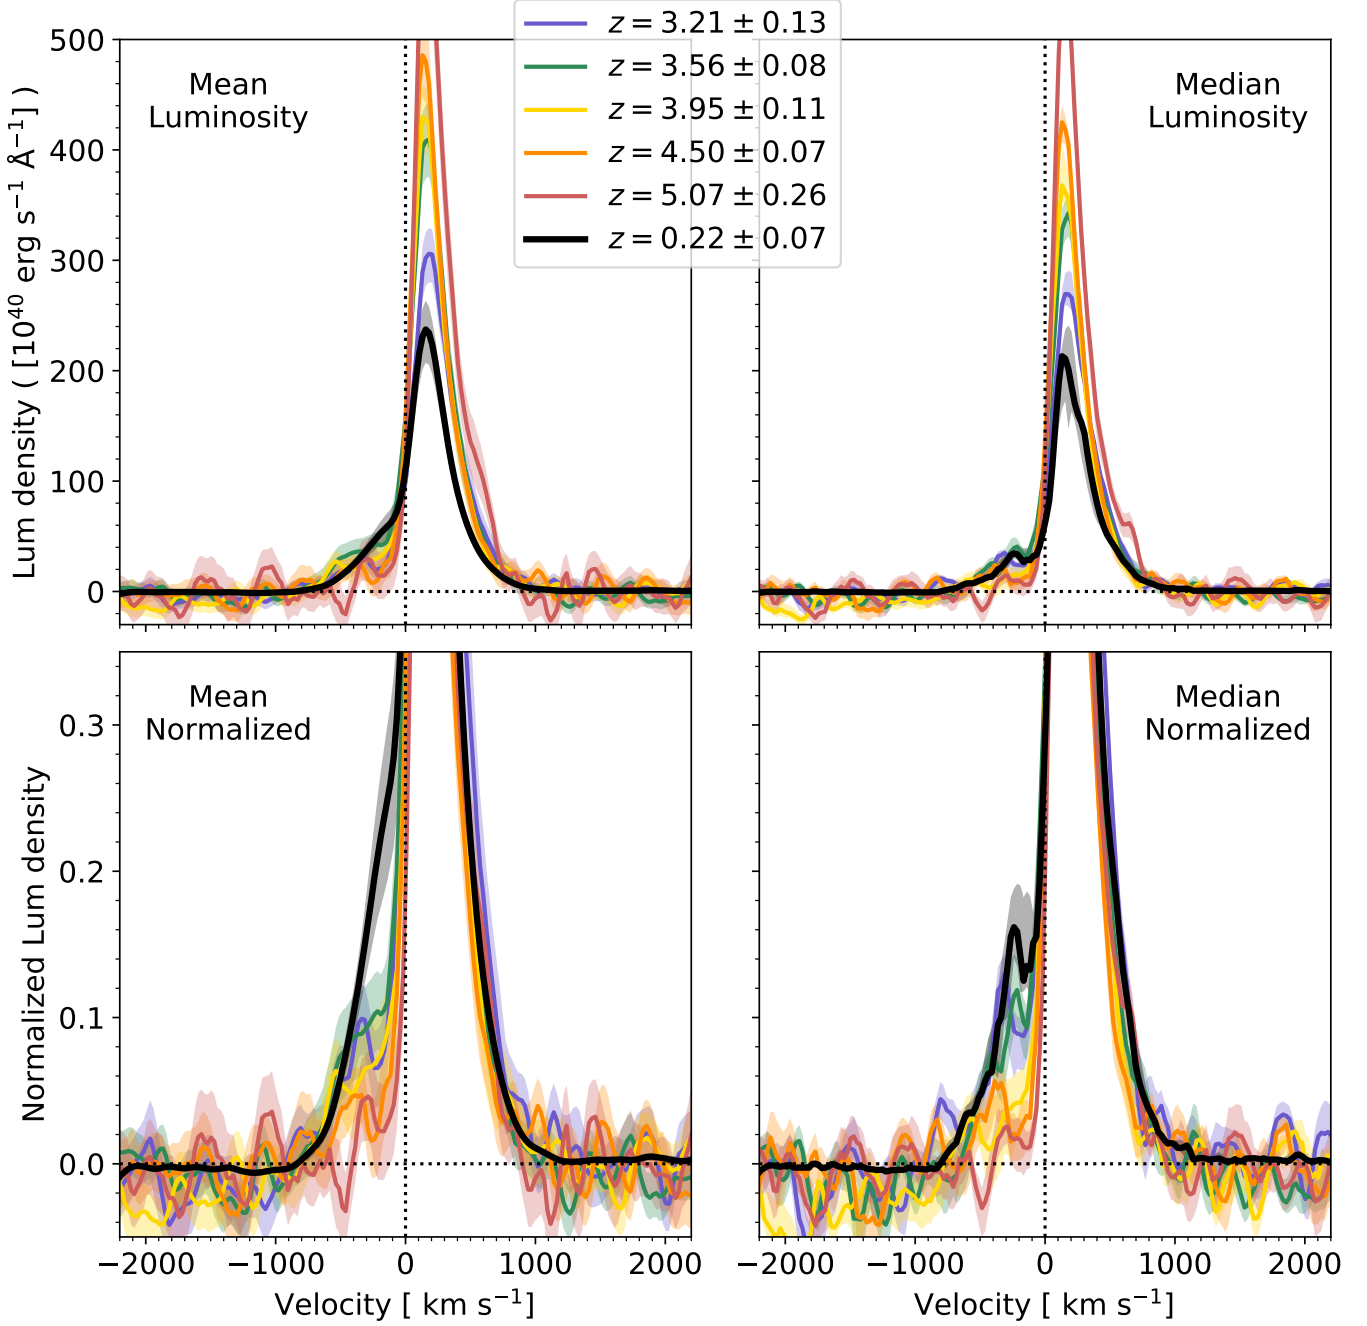 z = 3.21 ± 0.13
z = 3.56 ± 0.08
z = 3.95 ± 0.11
z = 4.50 ± 0.07
z = 5.07 ± 0.26
z = 0.22 ± 0.07
Mean
Luminosity
Median
Luminosity
500
400
300
200
100
0
Lum density ( [10⁴⁰ erg s⁻¹ Å⁻¹] )
Mean
Normalized
Median
Normalized
0.3
0.2
0.1
0.0
Normalized Lum density
−2000 −1000 0 1000 2000
−2000 −1000 0 1000 2000
Velocity [ km s⁻¹]
Velocity [ km s⁻¹]